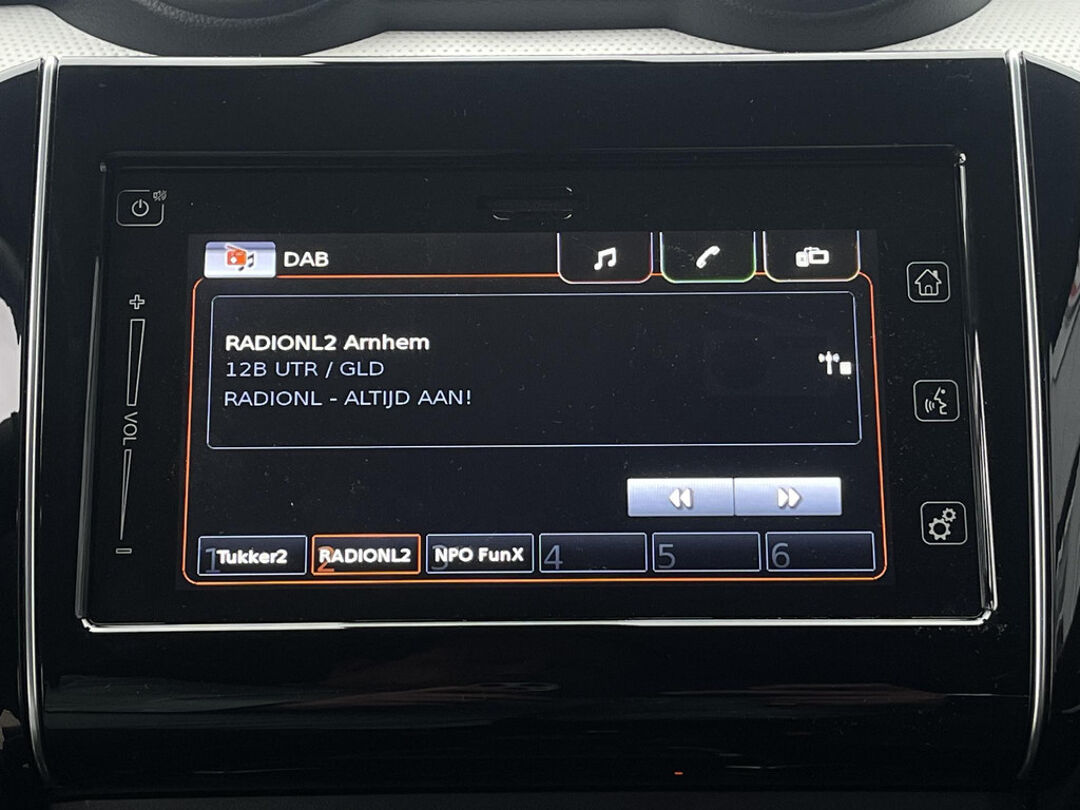 DAB
RADIONL2 Arnhem
12B UTR / GLD
RADIONL - ALTIJD AAN!
VOL
1 Tukker2
2 RADIONL2
3 NPO FunX
4
5
6